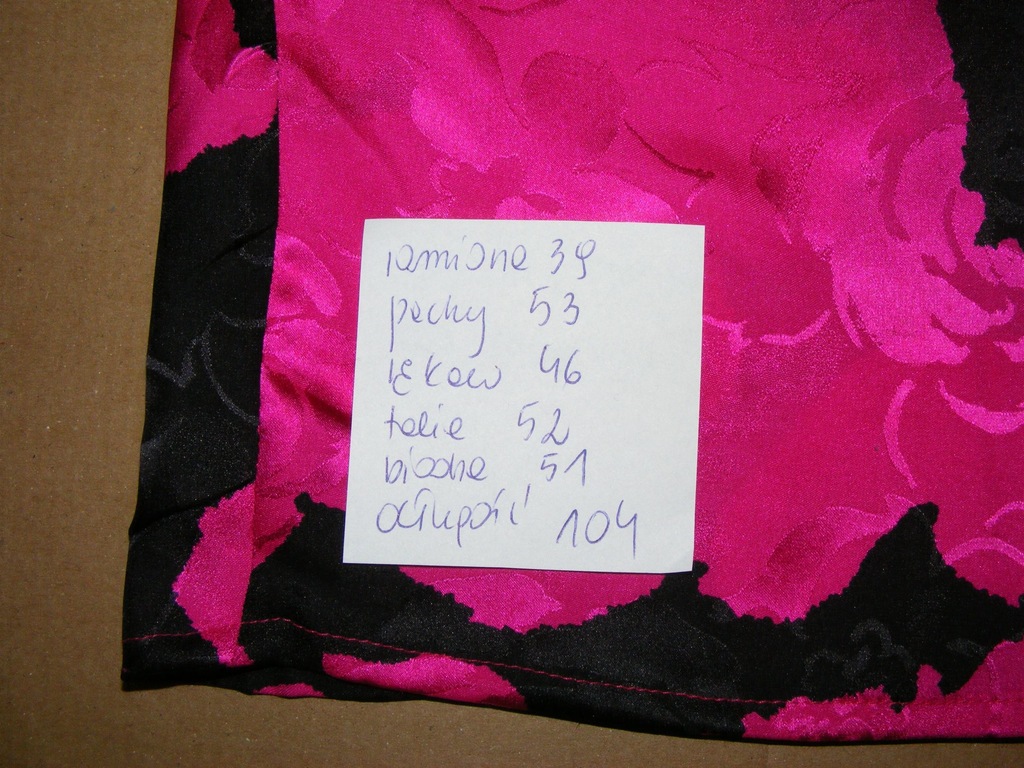 ramiona 39
pachy 53
rękaw 46
talia 52
biodra 51
długość 104